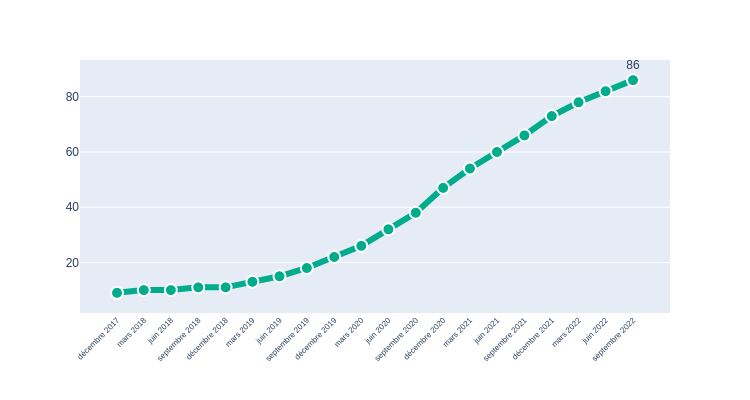 86
80
60
40
20
décembre 2017
mars 2018
juin 2018
septembre 2018
décembre 2018
mars 2019
juin 2019
septembre 2019
décembre 2019
mars 2020
juin 2020
septembre 2020
décembre 2020
mars 2021
juin 2021
septembre 2021
décembre 2021
mars 2022
juin 2022
septembre 2022